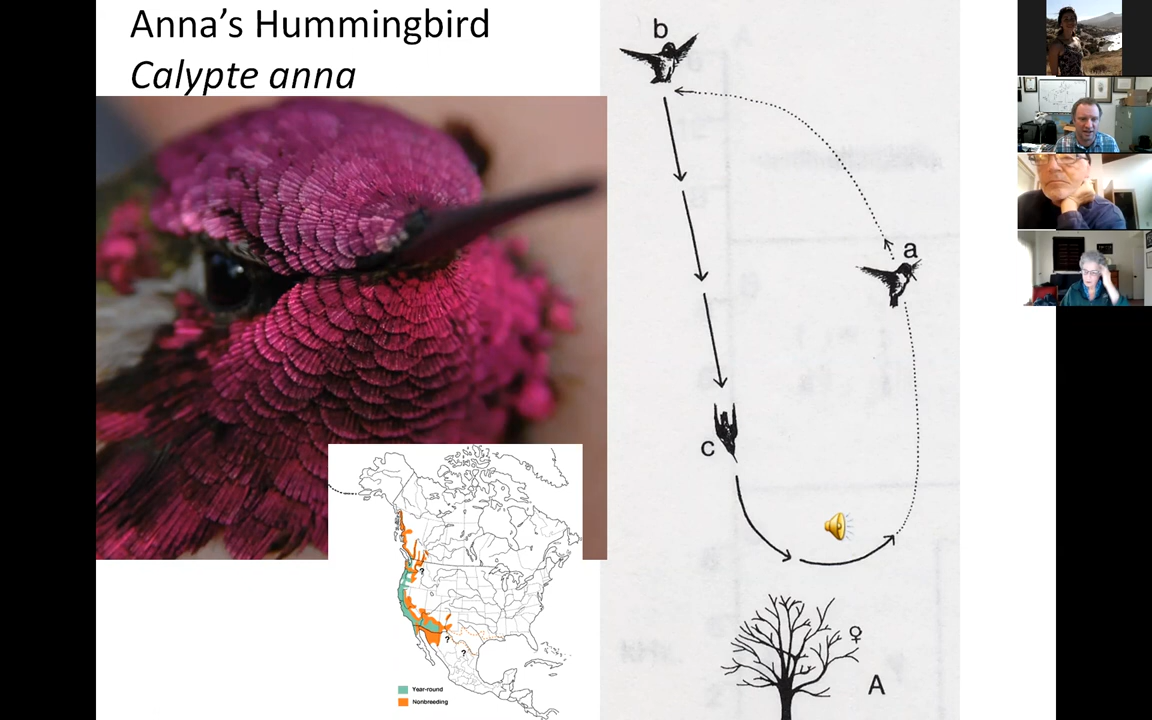 Anna’s Hummingbird
Calypte anna
b
a
c
?
?
?
Year-round
Nonbreeding
♀
A